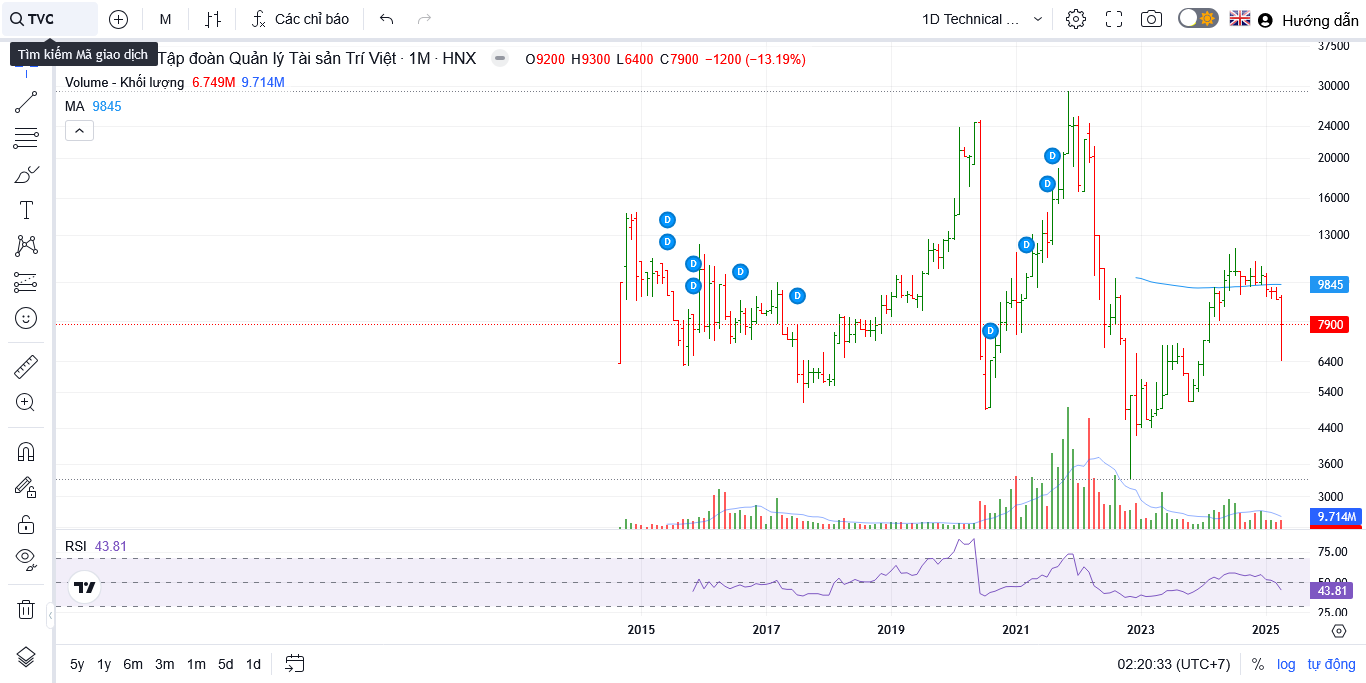 TVC M Các chỉ báo 1D Technical ... Hướng dẫn
Tìm kiếm Mã giao dịch
Tập đoàn Quản lý Tài sản Trí Việt · 1M · HNX O9200 H9300 L6400 C7900 −1200 (−13.19%)
Volume - Khối lượng 6.749M 9.714M
MA 9845
37500
30000
24000
20000
16000
13000
9845
7900
6400
5400
4400
3600
3000
9.714M
D
D
D
D
D
D
D
D
D
D
RSI 43.81
75.00
50.00
43.81
25.00
2015 2017 2019 2021 2023 2025
5y 1y 6m 3m 1m 5d 1d 02:20:33 (UTC+7) % log tự động